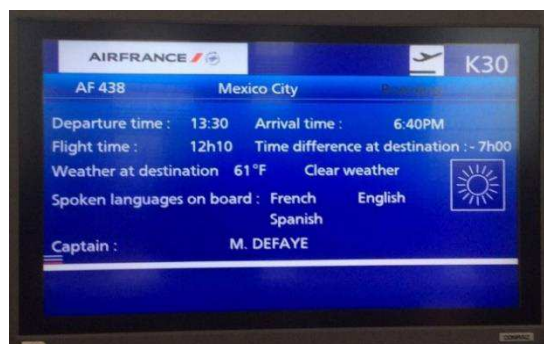 AIRFRANCE
K30
AF 438 Mexico City
Departure time : 13:30 Arrival time : 6:40PM
Flight time : 12h10 Time difference at destination : - 7h00
Weather at destination 61°F Clear weather
Spoken languages on board : French English
Spanish
Captain : M. DEFAYE